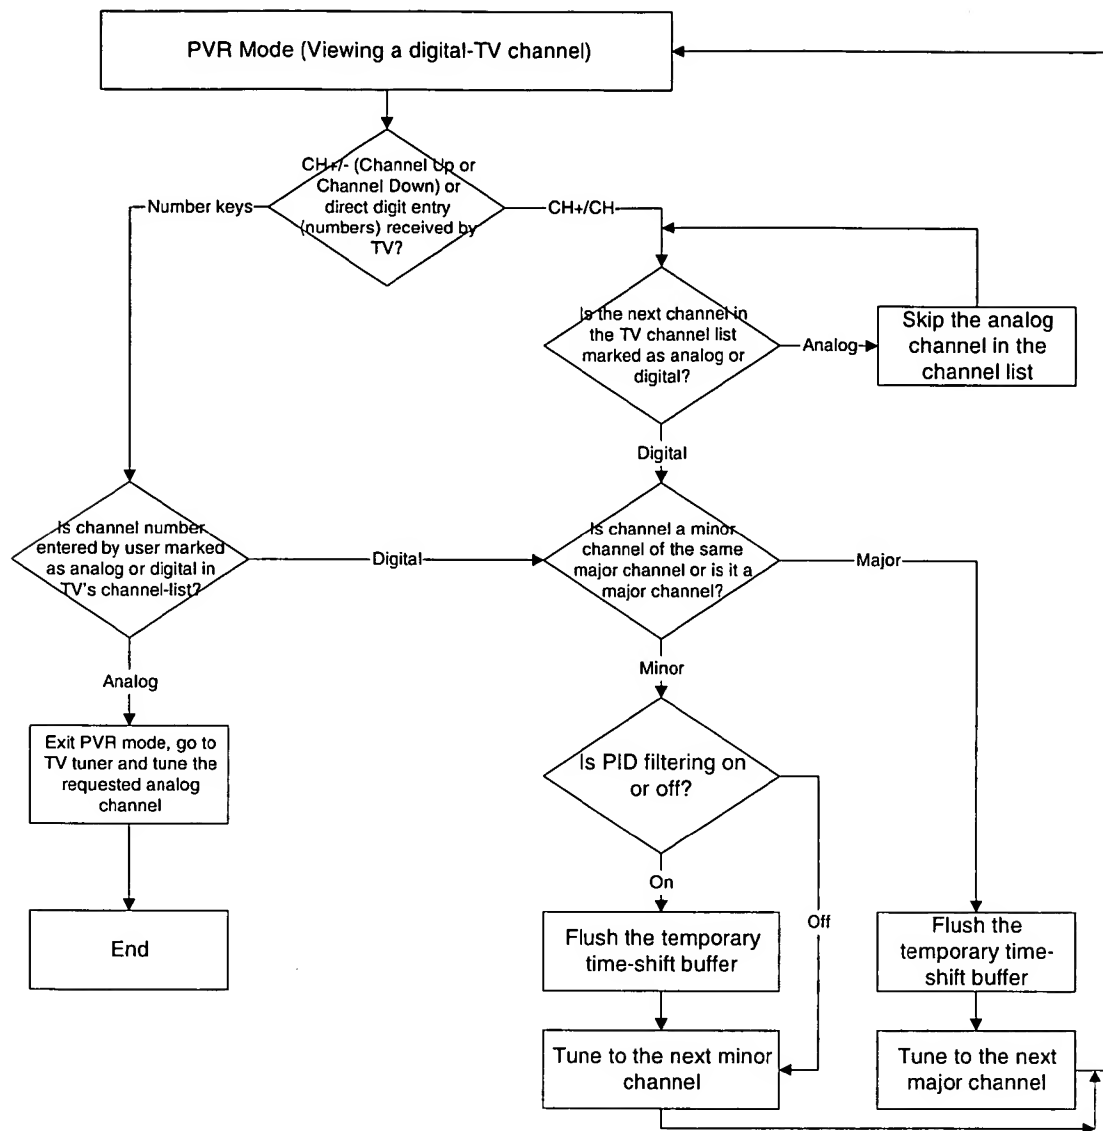 PVR Mode (Viewing a digital-TV channel)
CH+/- (Channel Up or
Channel Down) or
direct digit entry
(numbers) received by
TV?
Number keys
CH+/CH-
Is the next channel in
the TV channel list
marked as analog or
digital?
Analog
Skip the analog
channel in the
channel list
Digital
Is channel number
entered by user marked
as analog or digital in
TV's channel-list?
Digital
Is channel a minor
channel of the same
major channel or is it a
major channel?
Major
Analog
Minor
Exit PVR mode, go to
TV tuner and tune the
requested analog
channel
Is PID filtering on
or off?
On
Off
End
Flush the temporary
time-shift buffer
Flush the
temporary time-
shift buffer
Tune to the next minor
channel
Tune to the next
major channel